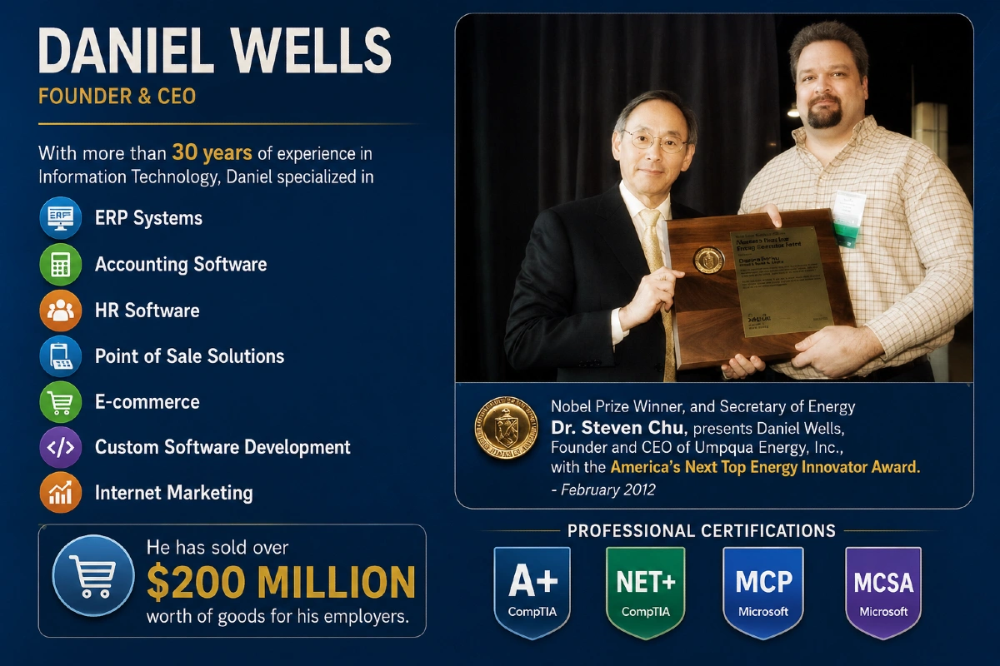 DANIEL WELLS
FOUNDER & CEO
With more than 30 years of experience in
Information Technology, Daniel specialized in
ERP
ERP Systems
Accounting Software
HR Software
Point of Sale Solutions
E-commerce
</>
Custom Software Development
Internet Marketing
He has sold over
$200 MILLION
worth of goods for his employers.
Nobel Prize Winner, and Secretary of Energy
Dr. Steven Chu, presents Daniel Wells,
Founder and CEO of Umpqua Energy, Inc.,
with the America's Next Top Energy Innovator Award.
- February 2012
PROFESSIONAL CERTIFICATIONS
A+
CompTIA
NET+
CompTIA
MCP
Microsoft
MCSA
Microsoft